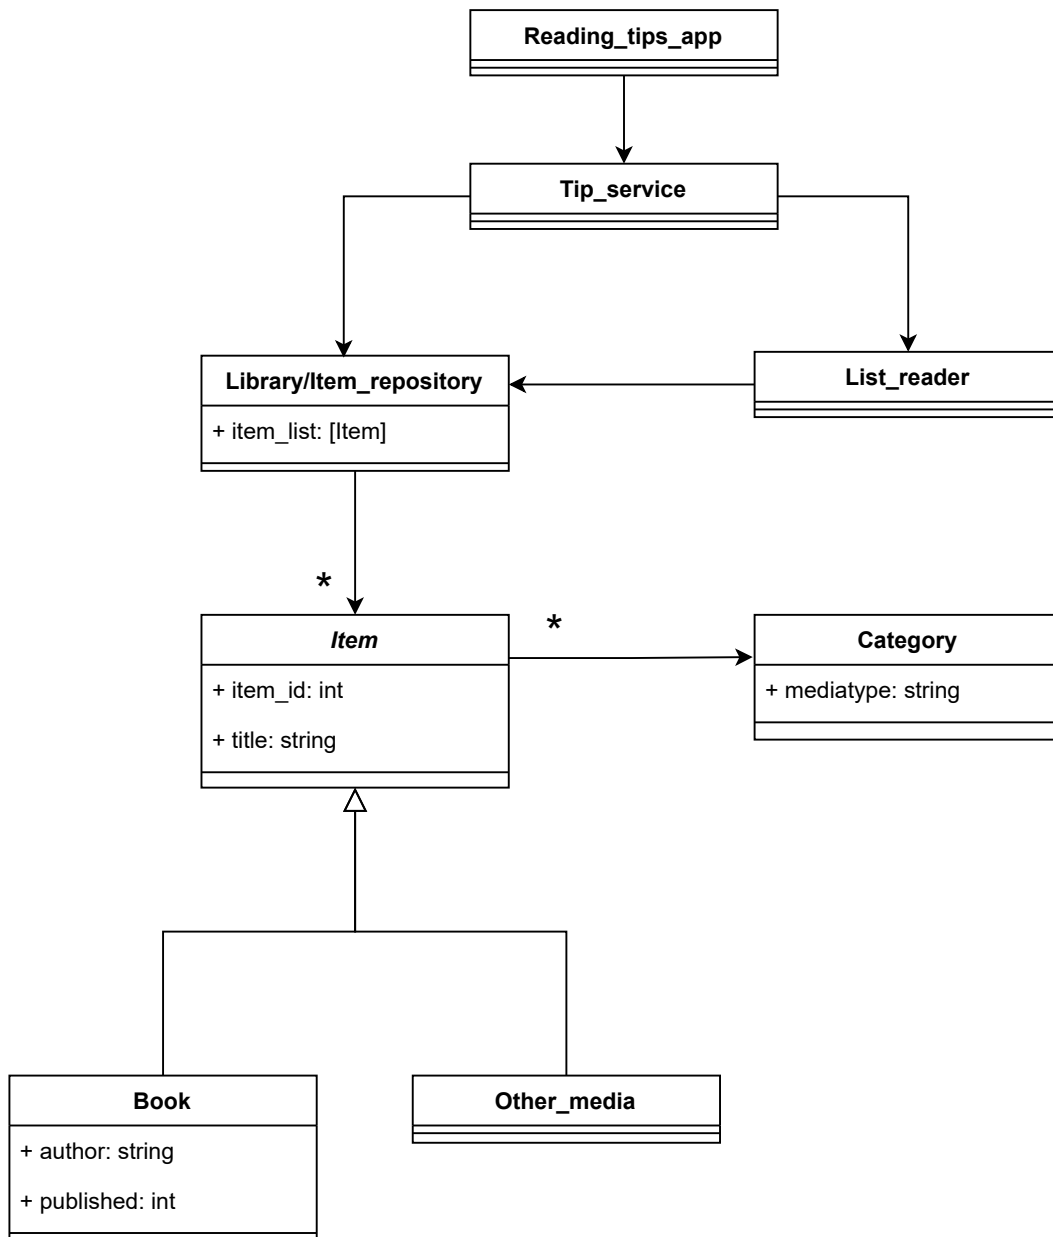 Reading_tips_app
Tip_service
Library/Item_repository
+ item_list: [Item]
List_reader
*
Item
+ item_id: int
+ title: string
*
Category
+ mediatype: string
Book
+ author: string
+ published: int
Other_media